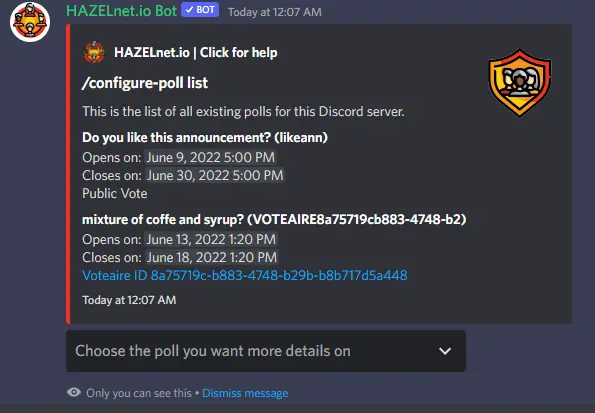 HAZELnet.io Bot ✓ BOT Today at 12:07 AM
HAZELnet.io | Click for help
/configure-poll list
This is the list of all existing polls for this Discord server.
Do you like this announcement? (likeann)
Opens on: June 9, 2022 5:00 PM
Closes on: June 30, 2022 5:00 PM
Public Vote
mixture of coffe and syrup? (VOTEAIRE8a75719cb883-4748-b2)
Opens on: June 13, 2022 1:20 PM
Closes on: June 18, 2022 1:20 PM
Voteaire ID 8a75719c-b883-4748-b29b-b8b717d5a448
Today at 12:07 AM
Choose the poll you want more details on
Only you can see this • Dismiss message